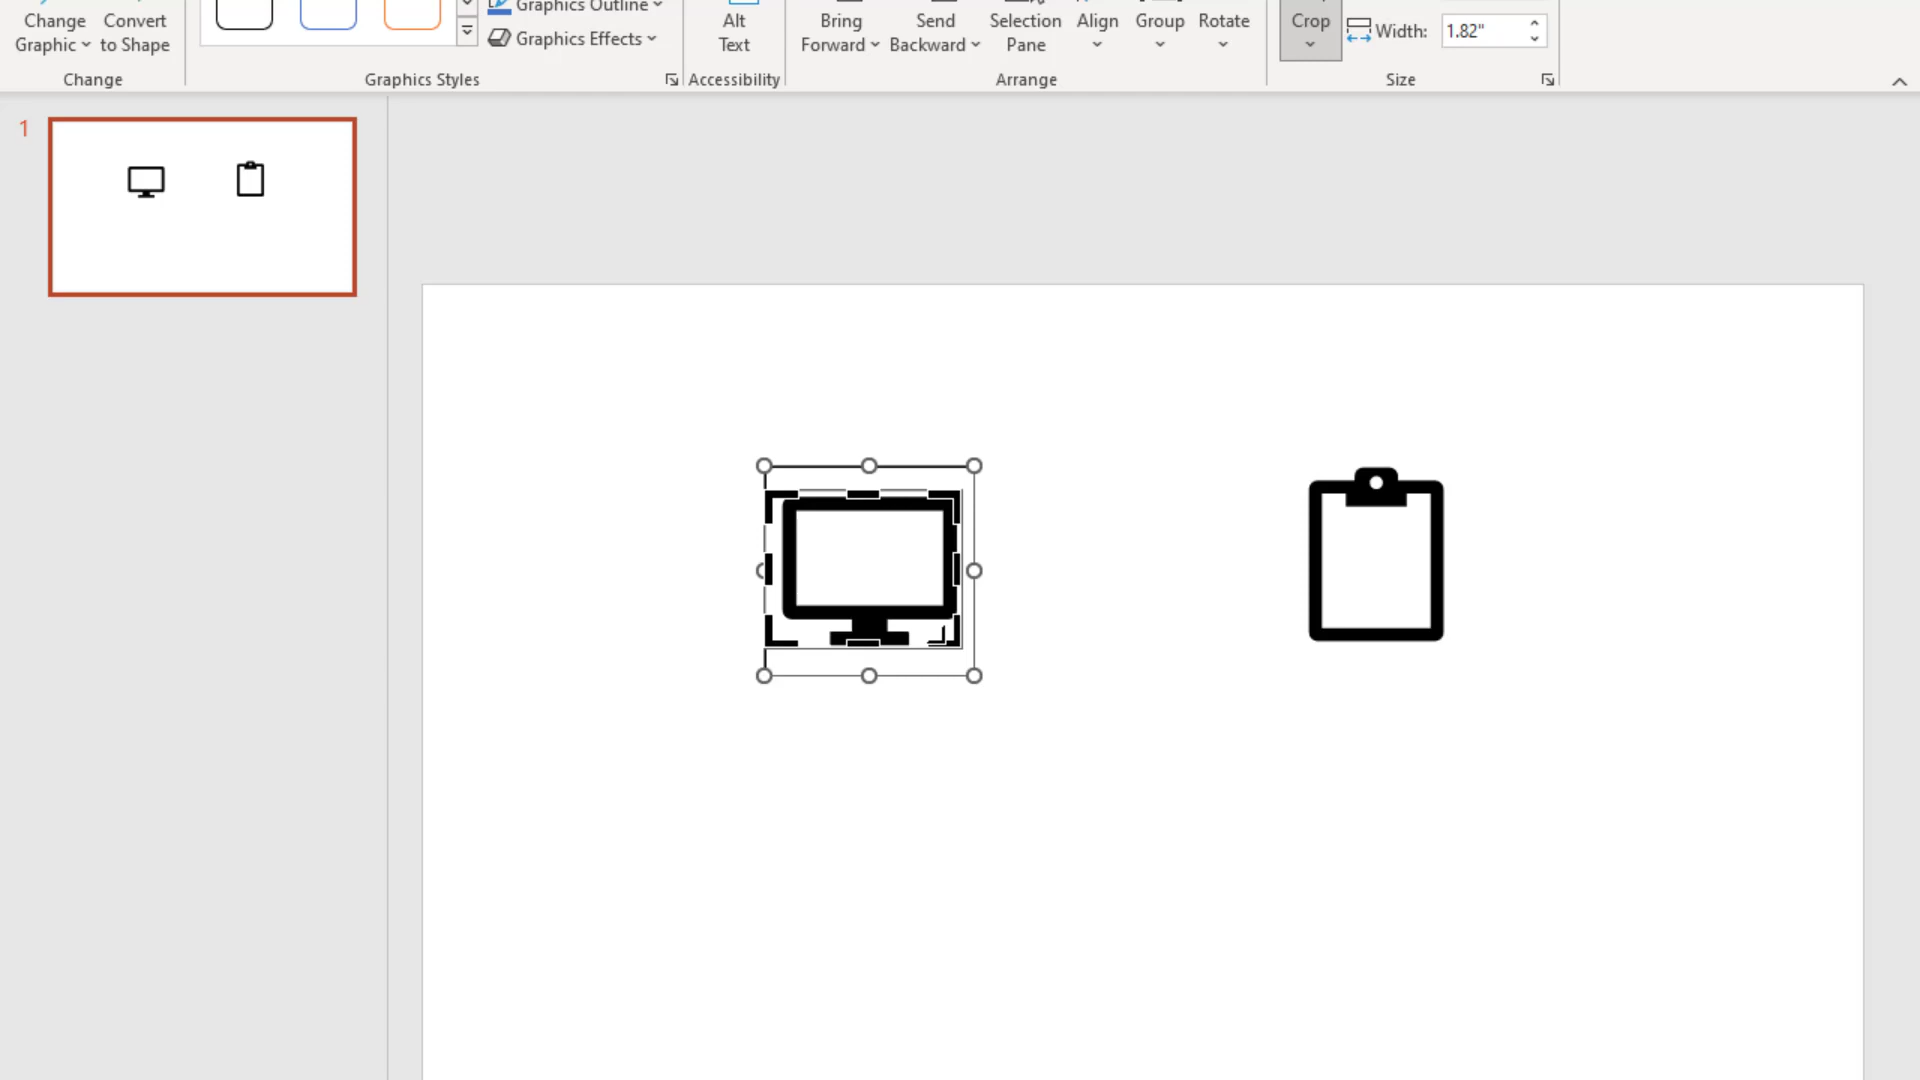 Graphics Outline
Change Graphic
Convert to Shape
Graphics Effects
Alt Text
Bring Forward
Send Backward
Selection Pane
Align
Group
Rotate
Crop
Width: 1.82"
Change
Graphics Styles
Accessibility
Arrange
Size
1